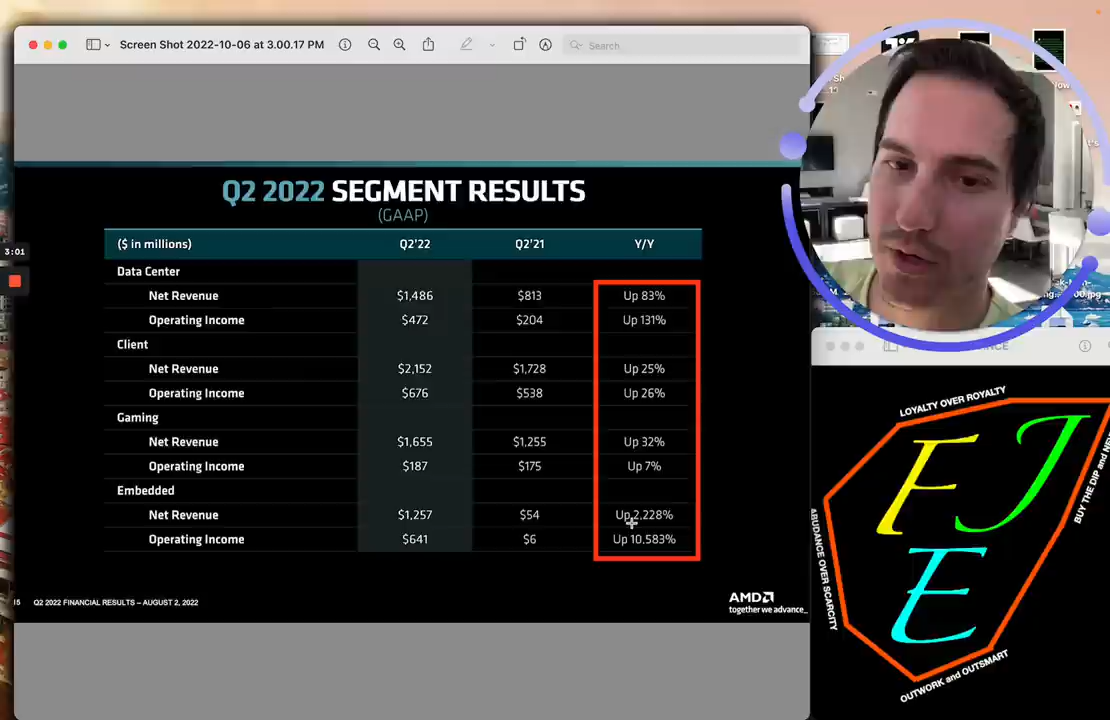 Screen Shot 2022-10-06 at 3.00.17 PM
Search
3:01
Q2 2022 SEGMENT RESULTS
(GAAP)
($ in millions) Q2'22 Q2'21 Y/Y
Data Center
Net Revenue $1,486 $813 Up 83%
Operating Income $472 $204 Up 131%
Client
Net Revenue $2,152 $1,728 Up 25%
Operating Income $676 $538 Up 26%
Gaming
Net Revenue $1,655 $1,255 Up 32%
Operating Income $187 $175 Up 7%
Embedded
Net Revenue $1,257 $54 Up 2,228%
Operating Income $641 $6 Up 10,583%
15 Q2 2022 FINANCIAL RESULTS – AUGUST 2, 2022
AMD
together we advance_
LOYALTY OVER ROYALTY
BUY THE DIP and
ABUDANCE OVER SCARCITY
OUTWORK and OUTSMART
F J
E